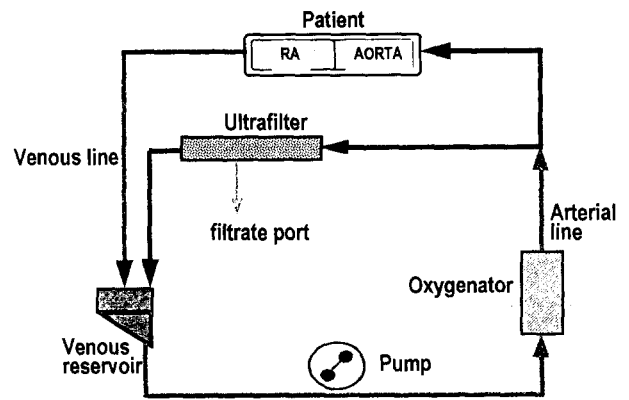 Patient
RA
AORTA
Ultrafilter
Venous line
filtrate port
Arterial
line
Oxygenator
Venous
reservoir
Pump